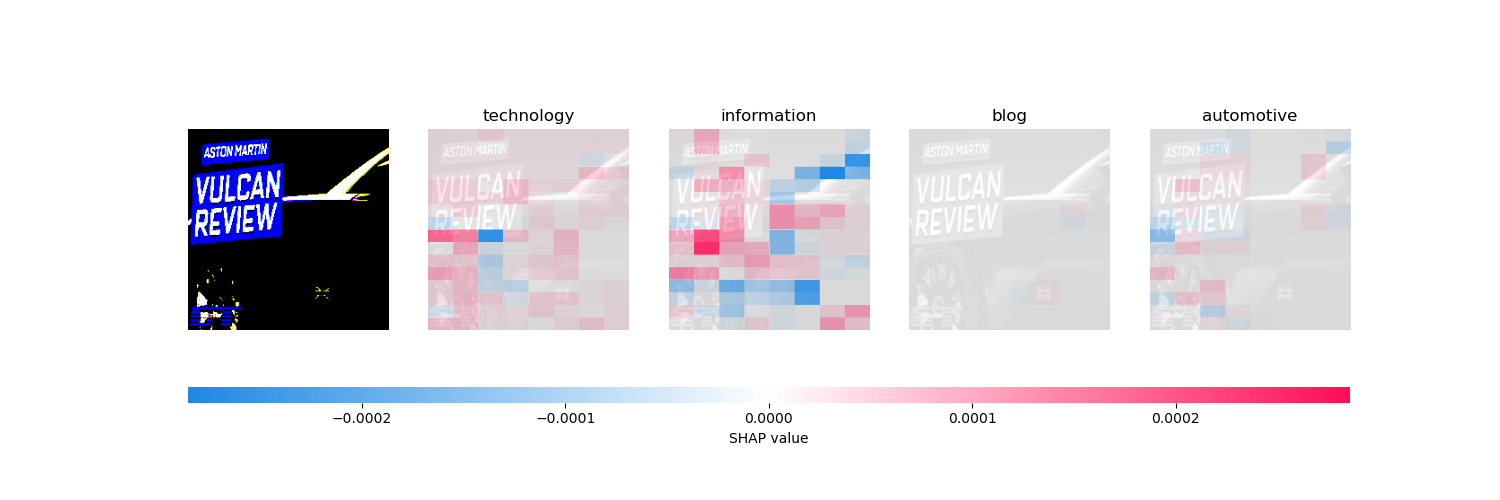 technology
information
blog
automotive
ASTON MARTIN
VULCAN
REVIEW
ASTON MARTIN
VULCAN
REVIEW
ASTON MARTIN
VULCAN
REVIEW
ASTON MARTIN
VULCAN
REVIEW
ASTON MARTIN
VULCAN
REVIEW
−0.0002
−0.0001
0.0000
0.0001
0.0002
SHAP value